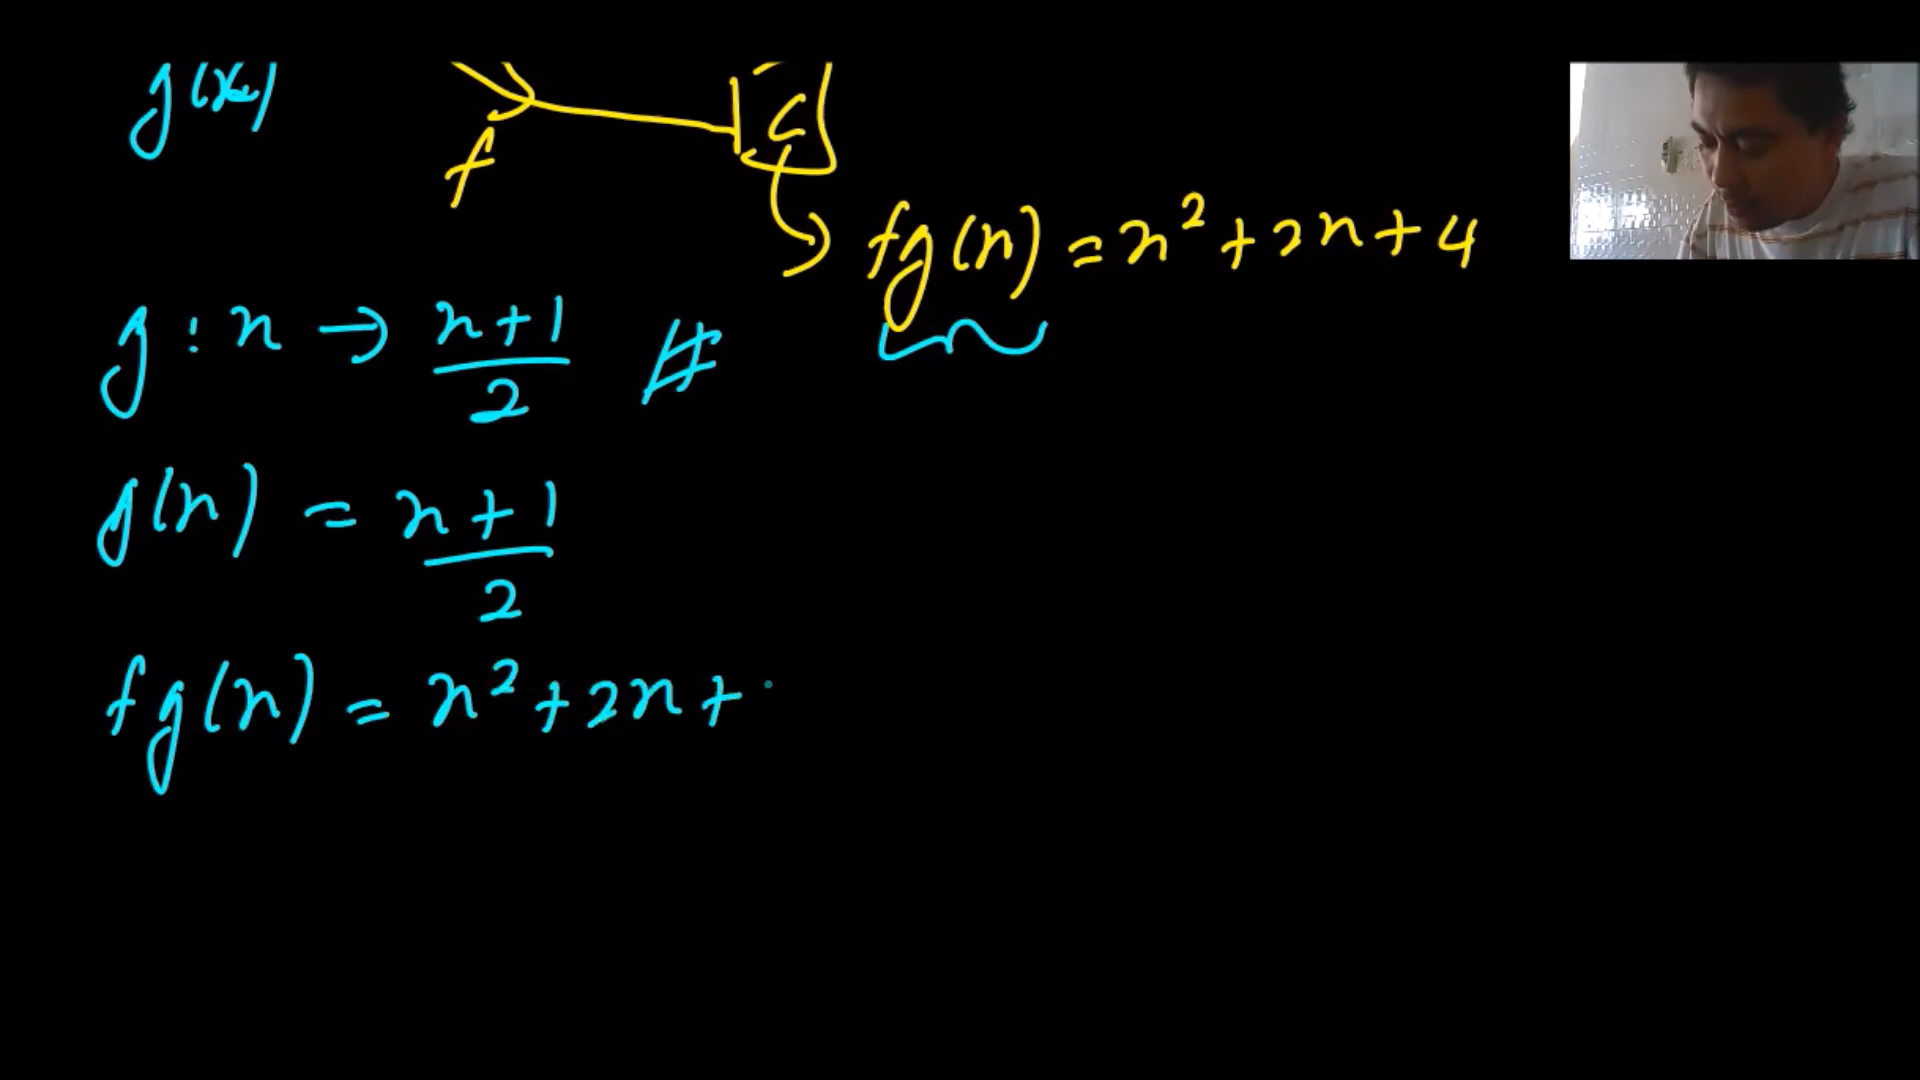 g(x)
f
C
fg(x) = x² + 2x + 4
g : x → x+1
2
g(x) = x+1
2
fg(x) = x² + 2x +